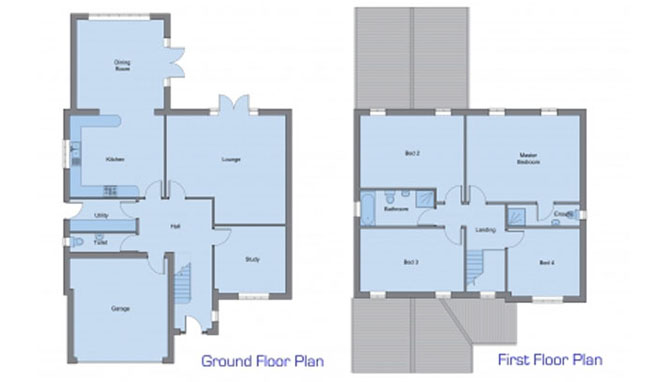 Dining
Room
Kitchen
Lounge
Utility
Toilet
Hall
Study
Garage
Ground Floor Plan
Bed 2
Master
Bedroom
Bathroom
Landing
Ensuite
Bed 3
Bed 4
First Floor Plan